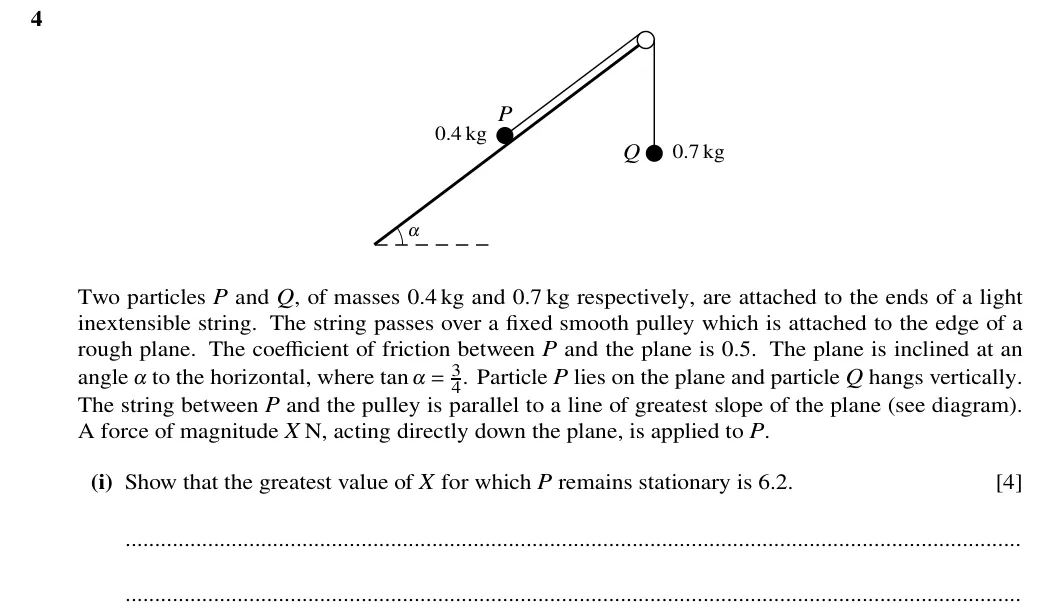 4
P
0.4 kg
Q
0.7 kg
α
Two particles P and Q, of masses 0.4 kg and 0.7 kg respectively, are attached to the ends of a light
inextensible string. The string passes over a fixed smooth pulley which is attached to the edge of a
rough plane. The coefficient of friction between P and the plane is 0.5. The plane is inclined at an
angle α to the horizontal, where tan α = 3/4. Particle P lies on the plane and particle Q hangs vertically.
The string between P and the pulley is parallel to a line of greatest slope of the plane (see diagram).
A force of magnitude X N, acting directly down the plane, is applied to P.
(i) Show that the greatest value of X for which P remains stationary is 6.2. [4]